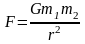 F = Gm₁m₂ / r²